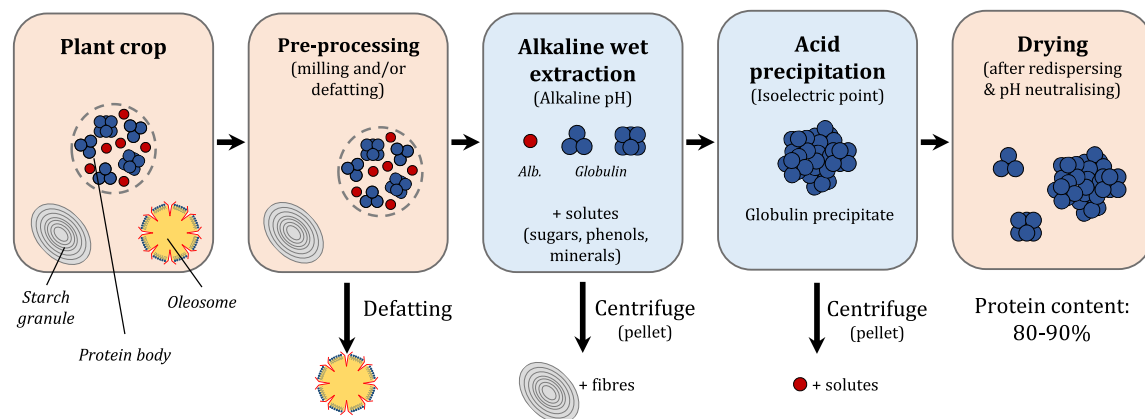 Plant crop
Starch
granule
Protein body
Oleosome
Pre-processing
(milling and/or
defatting)
Defatting
Alkaline wet
extraction
(Alkaline pH)
Alb.
Globulin
+ solutes
(sugars, phenols,
minerals)
Centrifuge
(pellet)
+ fibres
Acid
precipitation
(Isoelectric point)
Globulin precipitate
Centrifuge
(pellet)
+ solutes
Drying
(after redispersing
& pH neutralising)
Protein content:
80-90%